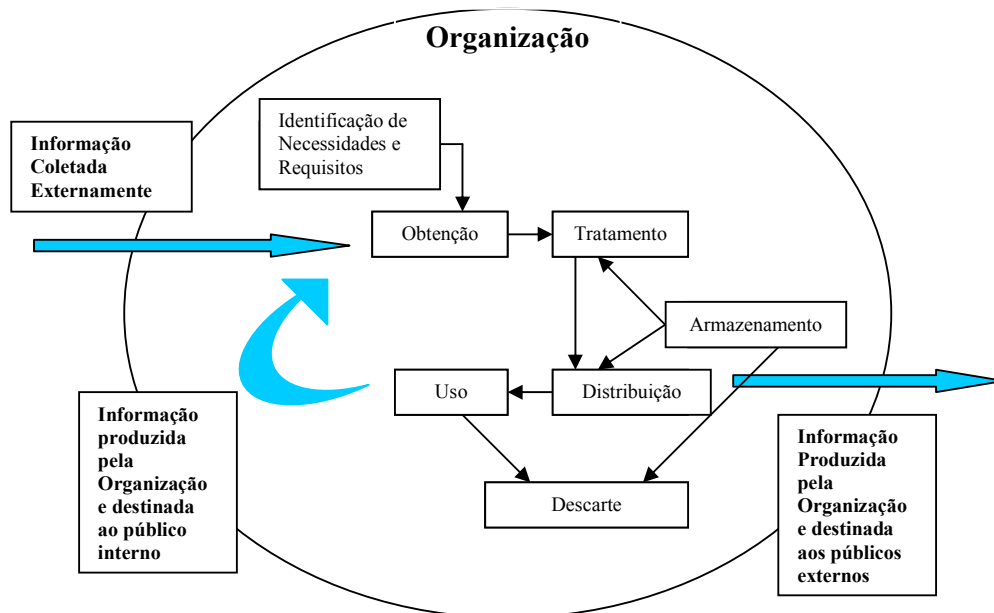 Organização
Identificação de
Necessidades e
Requisitos
Informação
Coletada
Externamente
Obtenção
Tratamento
Armazenamento
Uso
Distribuição
Informação
produzida
pela
Organização
e destinada
ao público
interno
Informação
Produzida
pela
Organização
e destinada
aos públicos
externos
Descarte